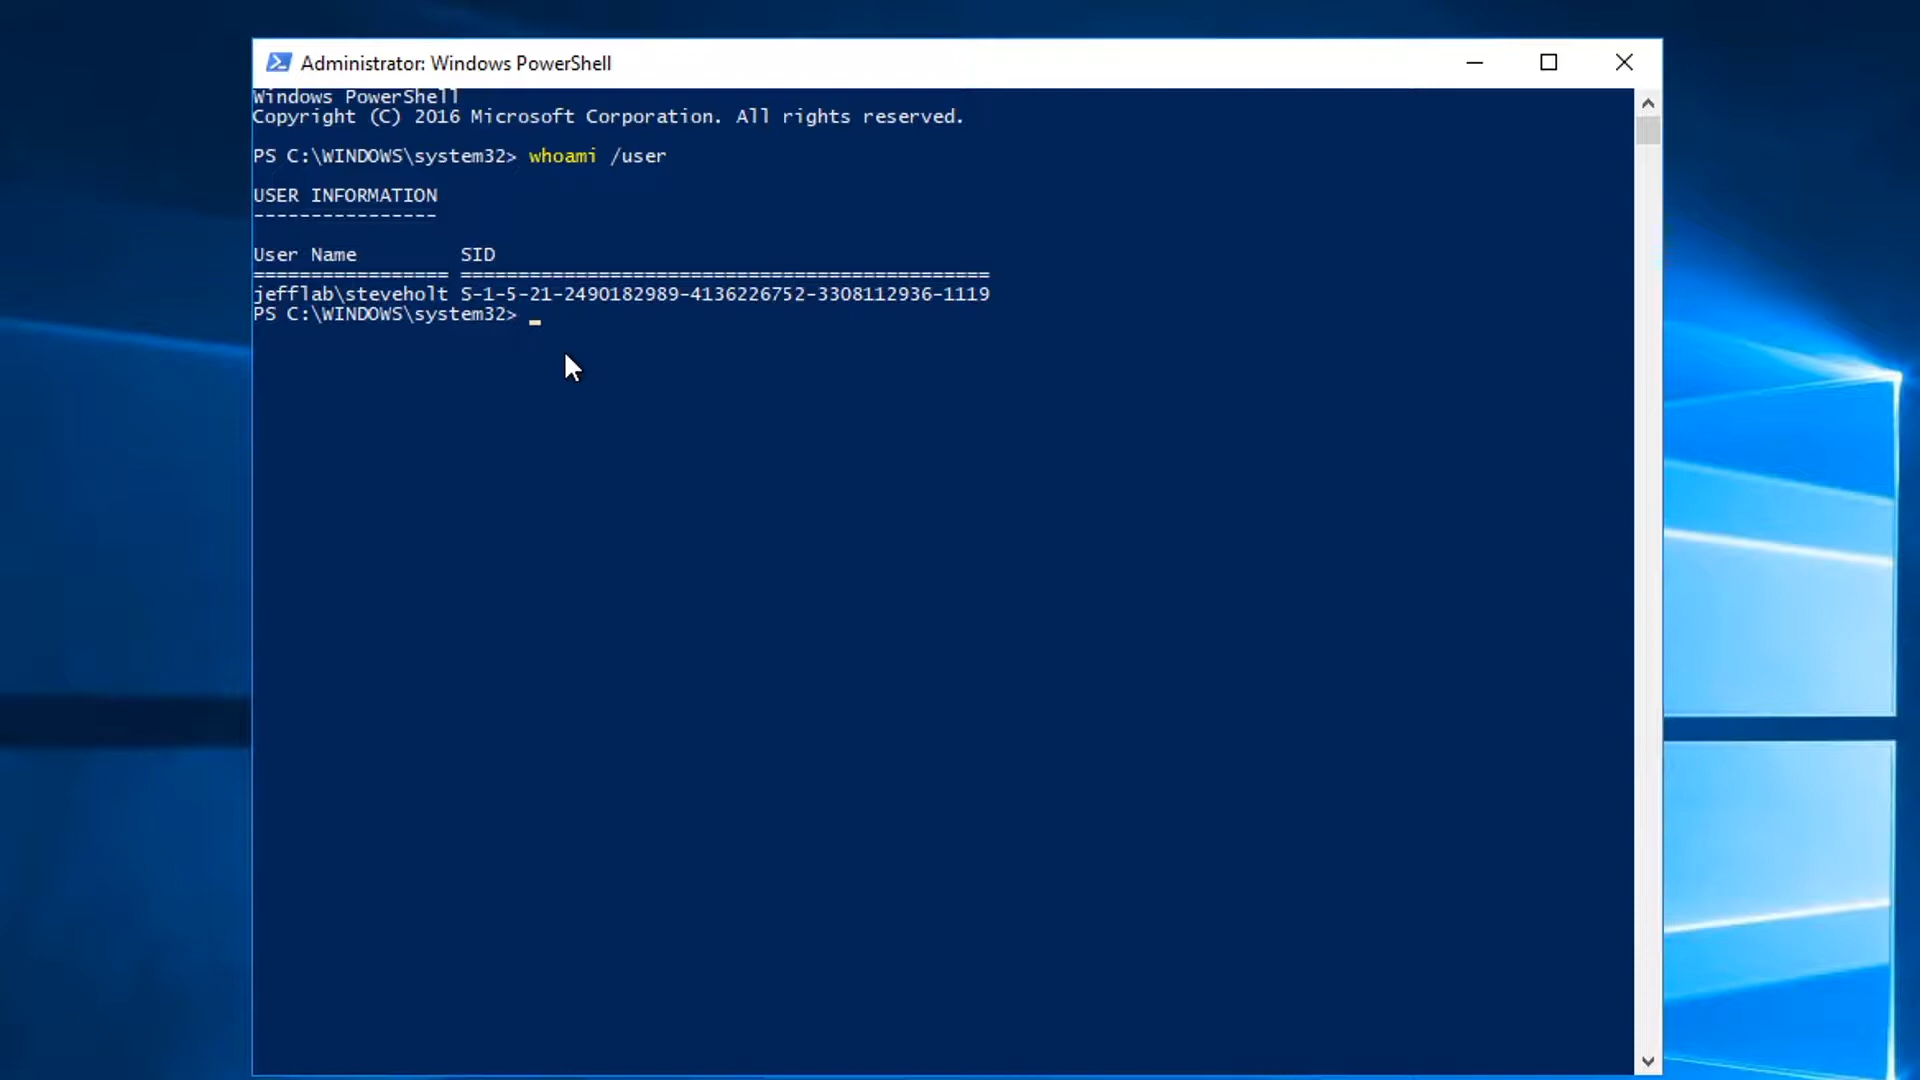 Administrator: Windows PowerShell
Windows PowerShell
Copyright (C) 2016 Microsoft Corporation. All rights reserved.
PS C:\WINDOWS\system32> whoami /user
USER INFORMATION
----------------
User Name        SID
================= ==============================================
jefflab\steveholt S-1-5-21-2490182989-4136226752-3308112936-1119
PS C:\WINDOWS\system32> _